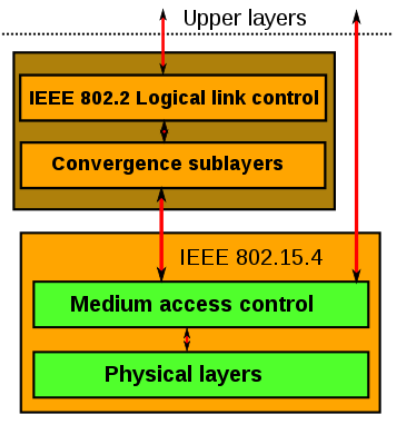 Upper layers
IEEE 802.2 Logical link control
Convergence sublayers
IEEE 802.15.4
Medium access control
Physical layers